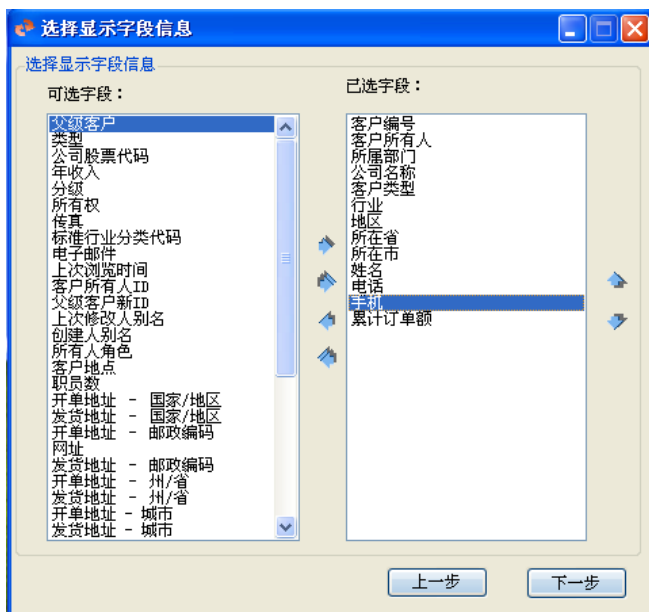 选择显示字段信息
选择显示字段信息
可选字段：
父级客户
类型
公司股票代码
年收入
分级
所有权
传真
标准行业分类代码
电子邮件
上次浏览时间
客户所有人ID
父级客户新ID
上次修改人别名
创建人别名
所有人角色
客户地点
职员数
开单地址 - 国家/地区
发货地址 - 国家/地区
开单地址 - 邮政编码
网址
发货地址 - 邮政编码
开单地址 - 州/省
发货地址 - 州/省
开单地址 - 城市
发货地址 - 城市
已选字段：
客户编号
客户所有人
所属部门
公司名称
客户类型
行业
地区
所在省
所在市
姓名
电话
手机
累计订单额
上一步
下一步